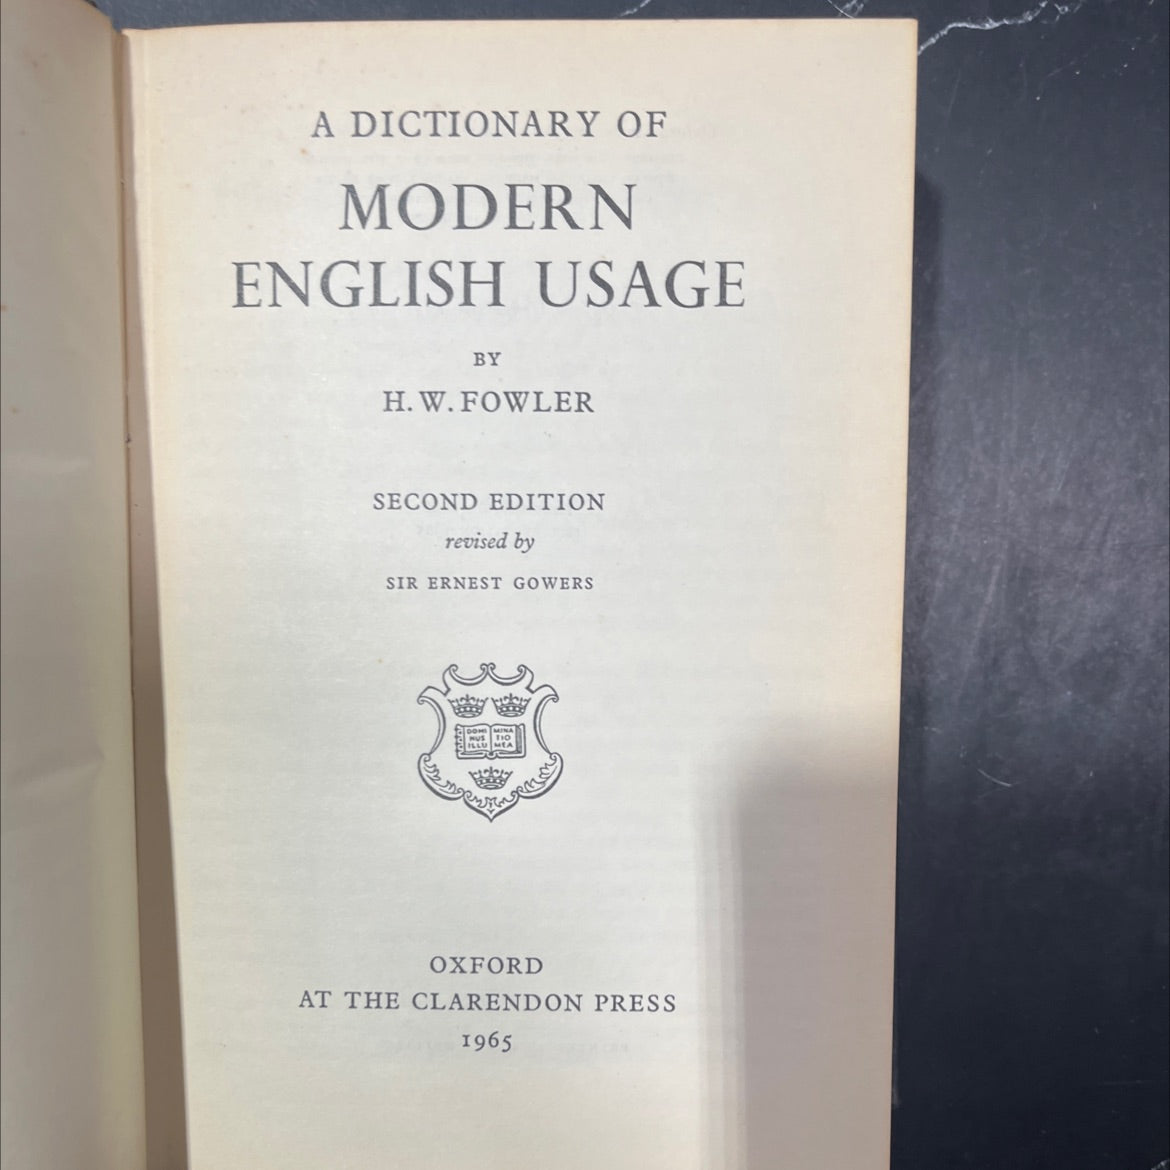 A DICTIONARY OF
MODERN
ENGLISH USAGE
BY
H. W. FOWLER
SECOND EDITION
revised by
SIR ERNEST GOWERS
DOMI MINA
NUS TIO
ILLU MEA
OXFORD
AT THE CLARENDON PRESS
1965